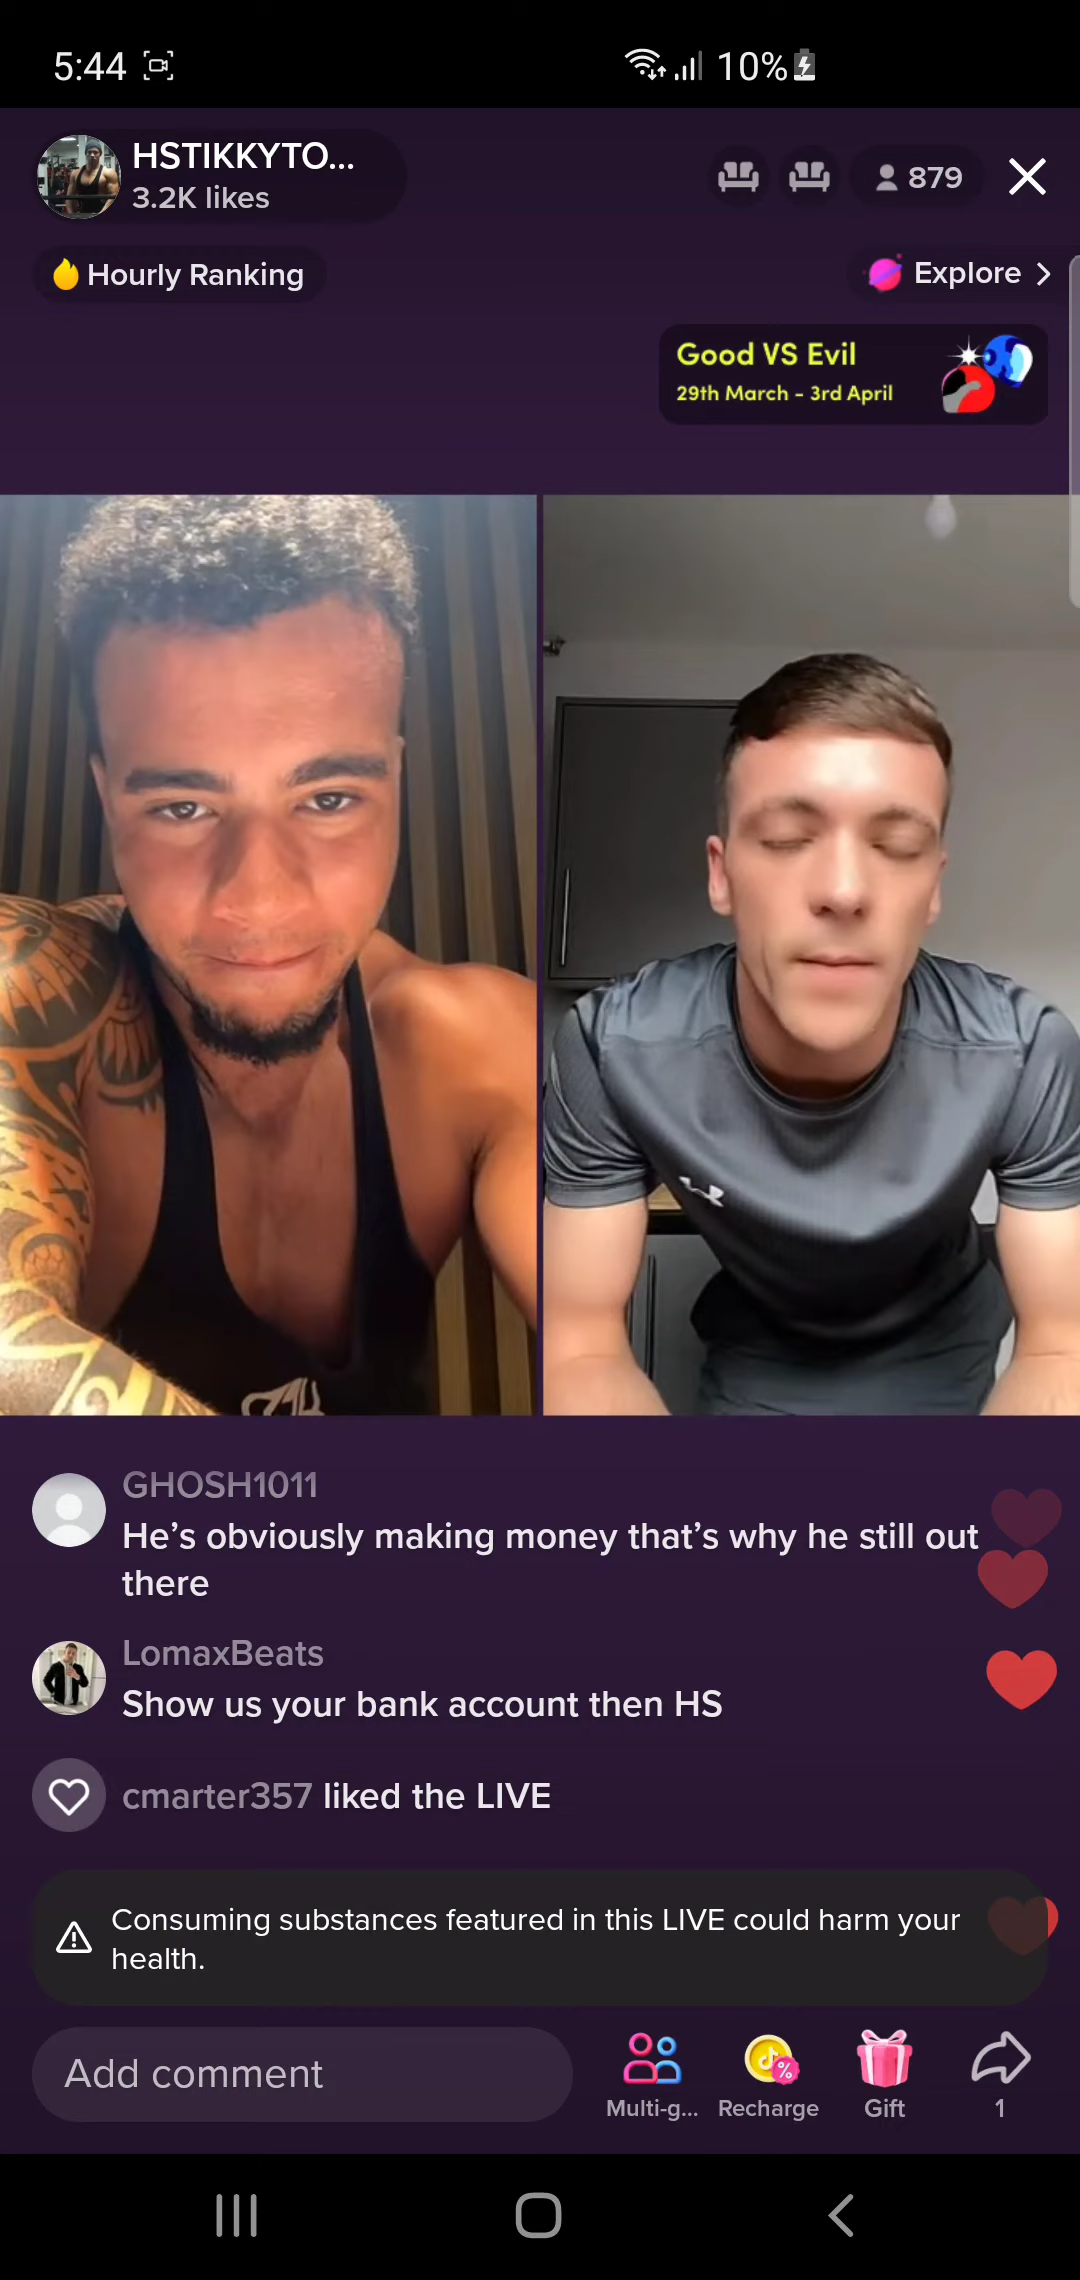 5:44
10%
HSTIKKYTO...
3.2K likes
879
Hourly Ranking
Explore
Good VS Evil
29th March - 3rd April
GHOSH1011
He’s obviously making money that’s why he still out
there
LomaxBeats
Show us your bank account then HS
cmarter357 liked the LIVE
Consuming substances featured in this LIVE could harm your
health.
Add comment
Multi-g...
Recharge
Gift
1